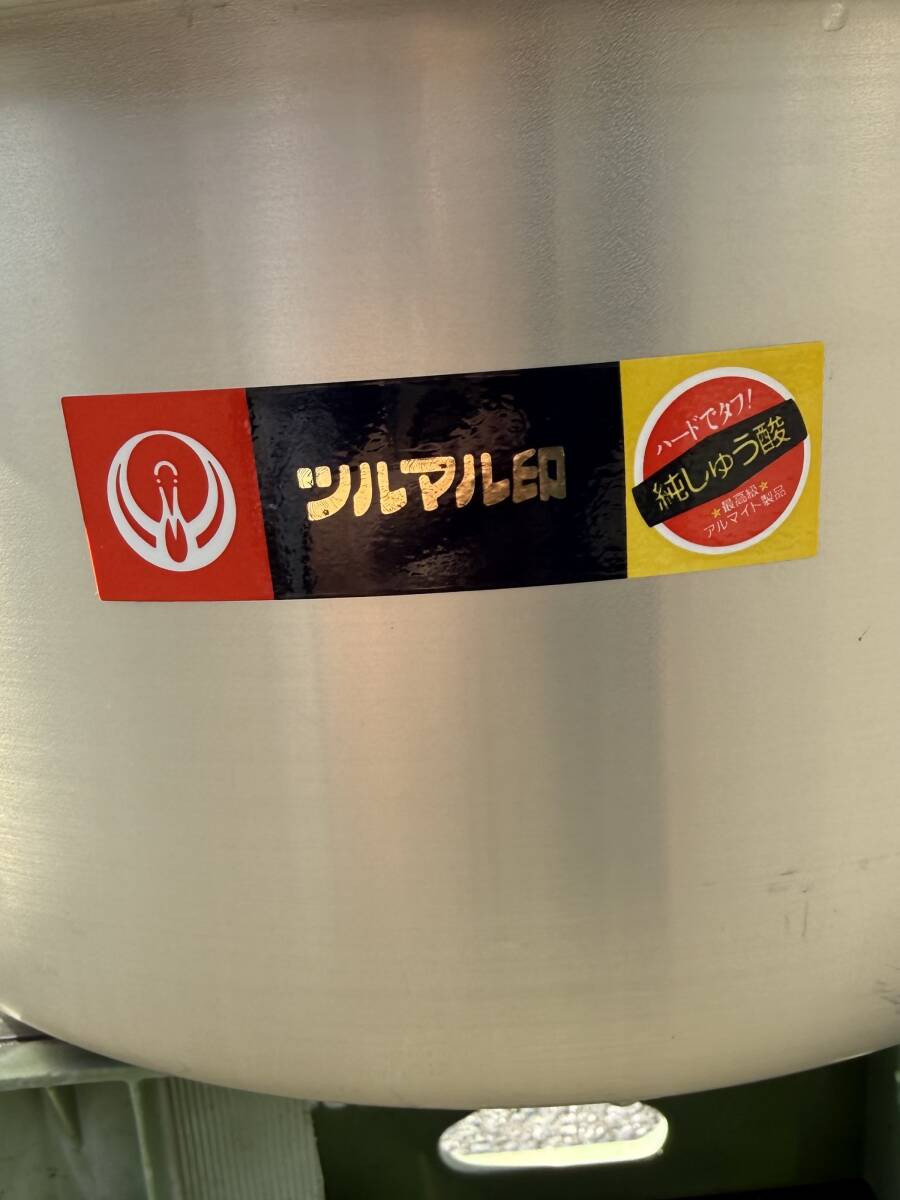 ツルマル印
ハードでタフ！
純しゅう酸
★最高級★
アルマイト製品